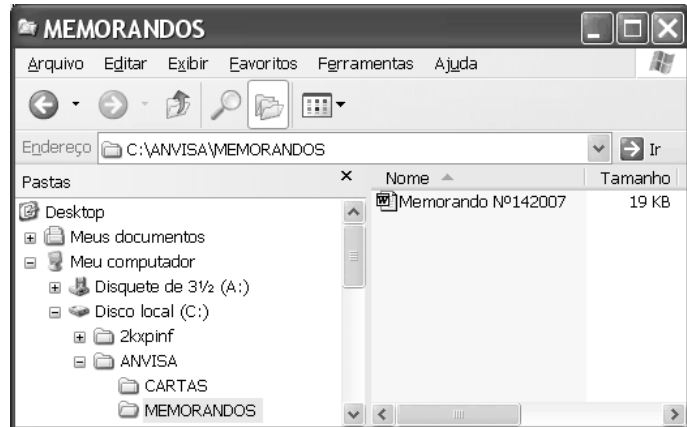 MEMORANDOS
Arquivo Editar Exibir Favoritos Ferramentas Ajuda
Endereço C:\ANVISA\MEMORANDOS Ir
Pastas
Nome Tamanho
Desktop
Meus documentos
Meu computador
Disquete de 3½ (A:)
Disco local (C:)
2kxpinf
ANVISA
CARTAS
MEMORANDOS
Memorando Nº142007 19 KB